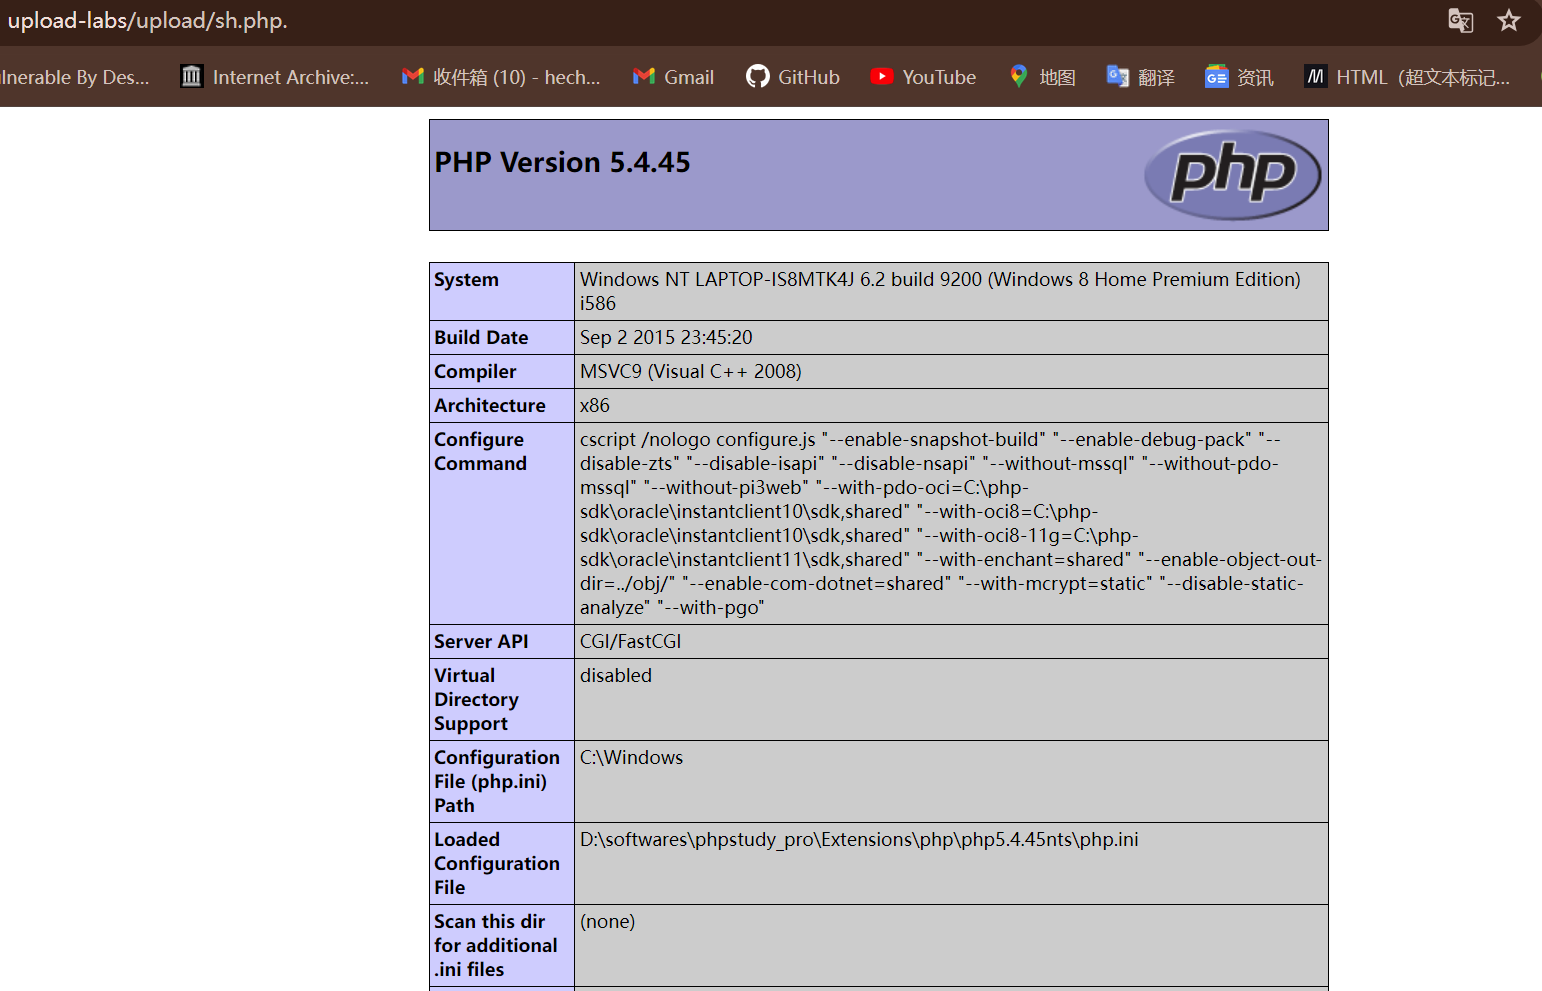 upload-labs/upload/sh.php.
lnerable By Des... Internet Archive:... 收件箱 (10) - hech... Gmail GitHub YouTube 地图 翻译 资讯 HTML（超文本标记...
PHP Version 5.4.45
php
System
Windows NT LAPTOP-IS8MTK4J 6.2 build 9200 (Windows 8 Home Premium Edition)
i586
Build Date
Sep 2 2015 23:45:20
Compiler
MSVC9 (Visual C++ 2008)
Architecture
x86
Configure
Command
cscript /nologo configure.js "--enable-snapshot-build" "--enable-debug-pack" "--
disable-zts" "--disable-isapi" "--disable-nsapi" "--without-mssql" "--without-pdo-
mssql" "--without-pi3web" "--with-pdo-oci=C:\php-
sdk\oracle\instantclient10\sdk,shared" "--with-oci8=C:\php-
sdk\oracle\instantclient10\sdk,shared" "--with-oci8-11g=C:\php-
sdk\oracle\instantclient11\sdk,shared" "--with-enchant=shared" "--enable-object-out-
dir=../obj/" "--enable-com-dotnet=shared" "--with-mcrypt=static" "--disable-static-
analyze" "--with-pgo"
Server API
CGI/FastCGI
Virtual
Directory
Support
disabled
Configuration
File (php.ini)
Path
C:\Windows
Loaded
Configuration
File
D:\softwares\phpstudy_pro\Extensions\php\php5.4.45nts\php.ini
Scan this dir
for additional
.ini files
(none)